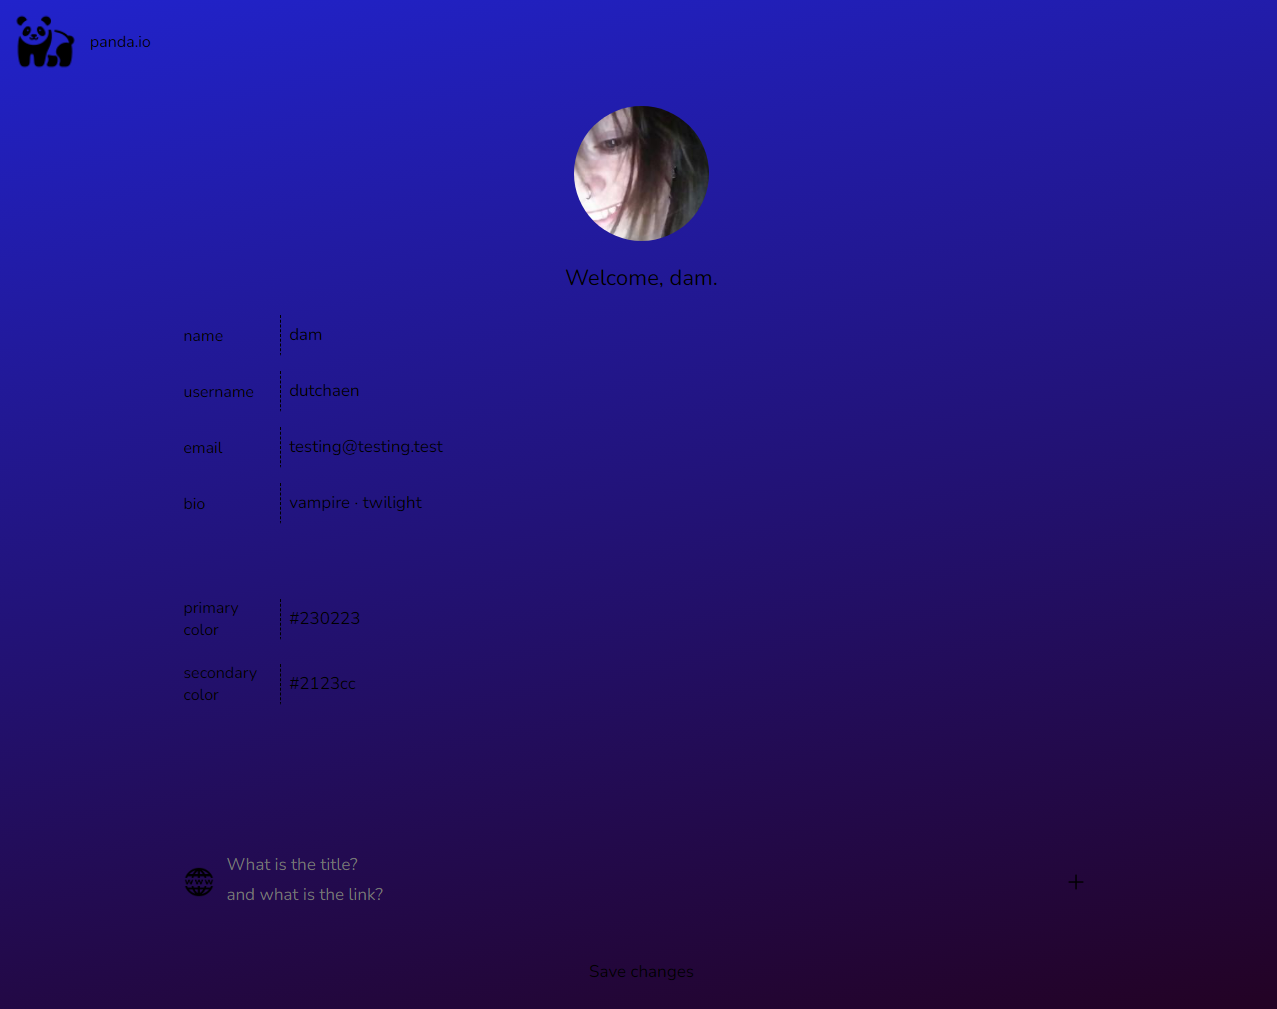 panda.io
Welcome, dam.
name
dam
username
dutchaen
email
testing@testing.test
bio
vampire · twilight
primary
color
#230223
secondary
color
#2123cc
www
What is the title?
and what is the link?
Save changes